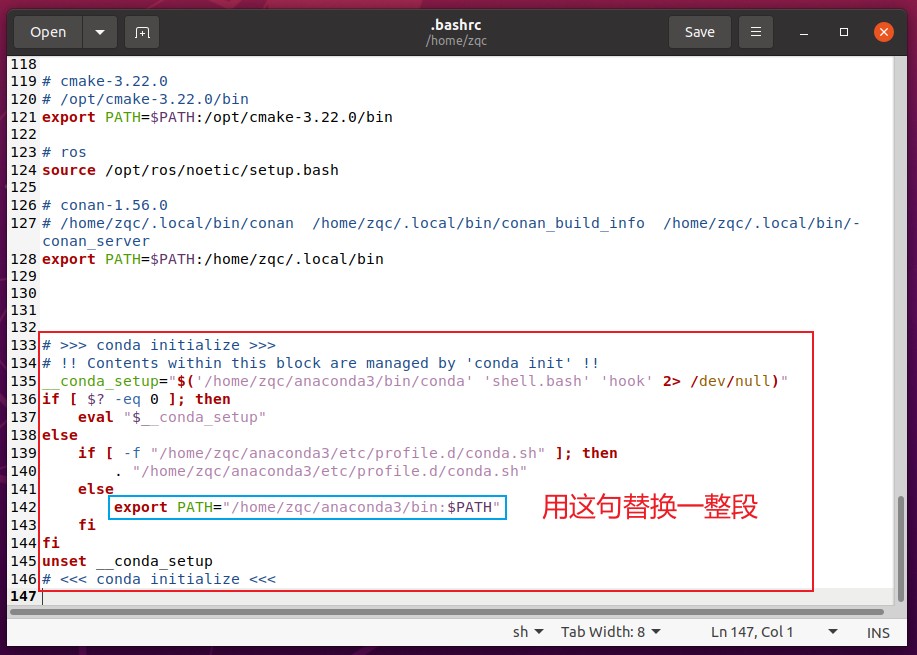 Open
.bashrc
/home/zqc
Save
118
119 # cmake-3.22.0
120 # /opt/cmake-3.22.0/bin
121 export PATH=$PATH:/opt/cmake-3.22.0/bin
122
123 # ros
124 source /opt/ros/noetic/setup.bash
125
126 # conan-1.56.0
127 # /home/zqc/.local/bin/conan  /home/zqc/.local/bin/conan_build_info  /home/zqc/.local/bin/-
conan_server
128 export PATH=$PATH:/home/zqc/.local/bin
129
130
131
132
133 # >>> conda initialize >>>
134 # !! Contents within this block are managed by 'conda init' !!
135 __conda_setup="$('/home/zqc/anaconda3/bin/conda' 'shell.bash' 'hook' 2> /dev/null)"
136 if [ $? -eq 0 ]; then
137     eval "$__conda_setup"
138 else
139     if [ -f "/home/zqc/anaconda3/etc/profile.d/conda.sh" ]; then
140         . "/home/zqc/anaconda3/etc/profile.d/conda.sh"
141     else
142         export PATH="/home/zqc/anaconda3/bin:$PATH" 用这句替换一整段
143     fi
144 fi
145 unset __conda_setup
146 # <<< conda initialize <<<
147
sh Tab Width: 8 Ln 147, Col 1 INS